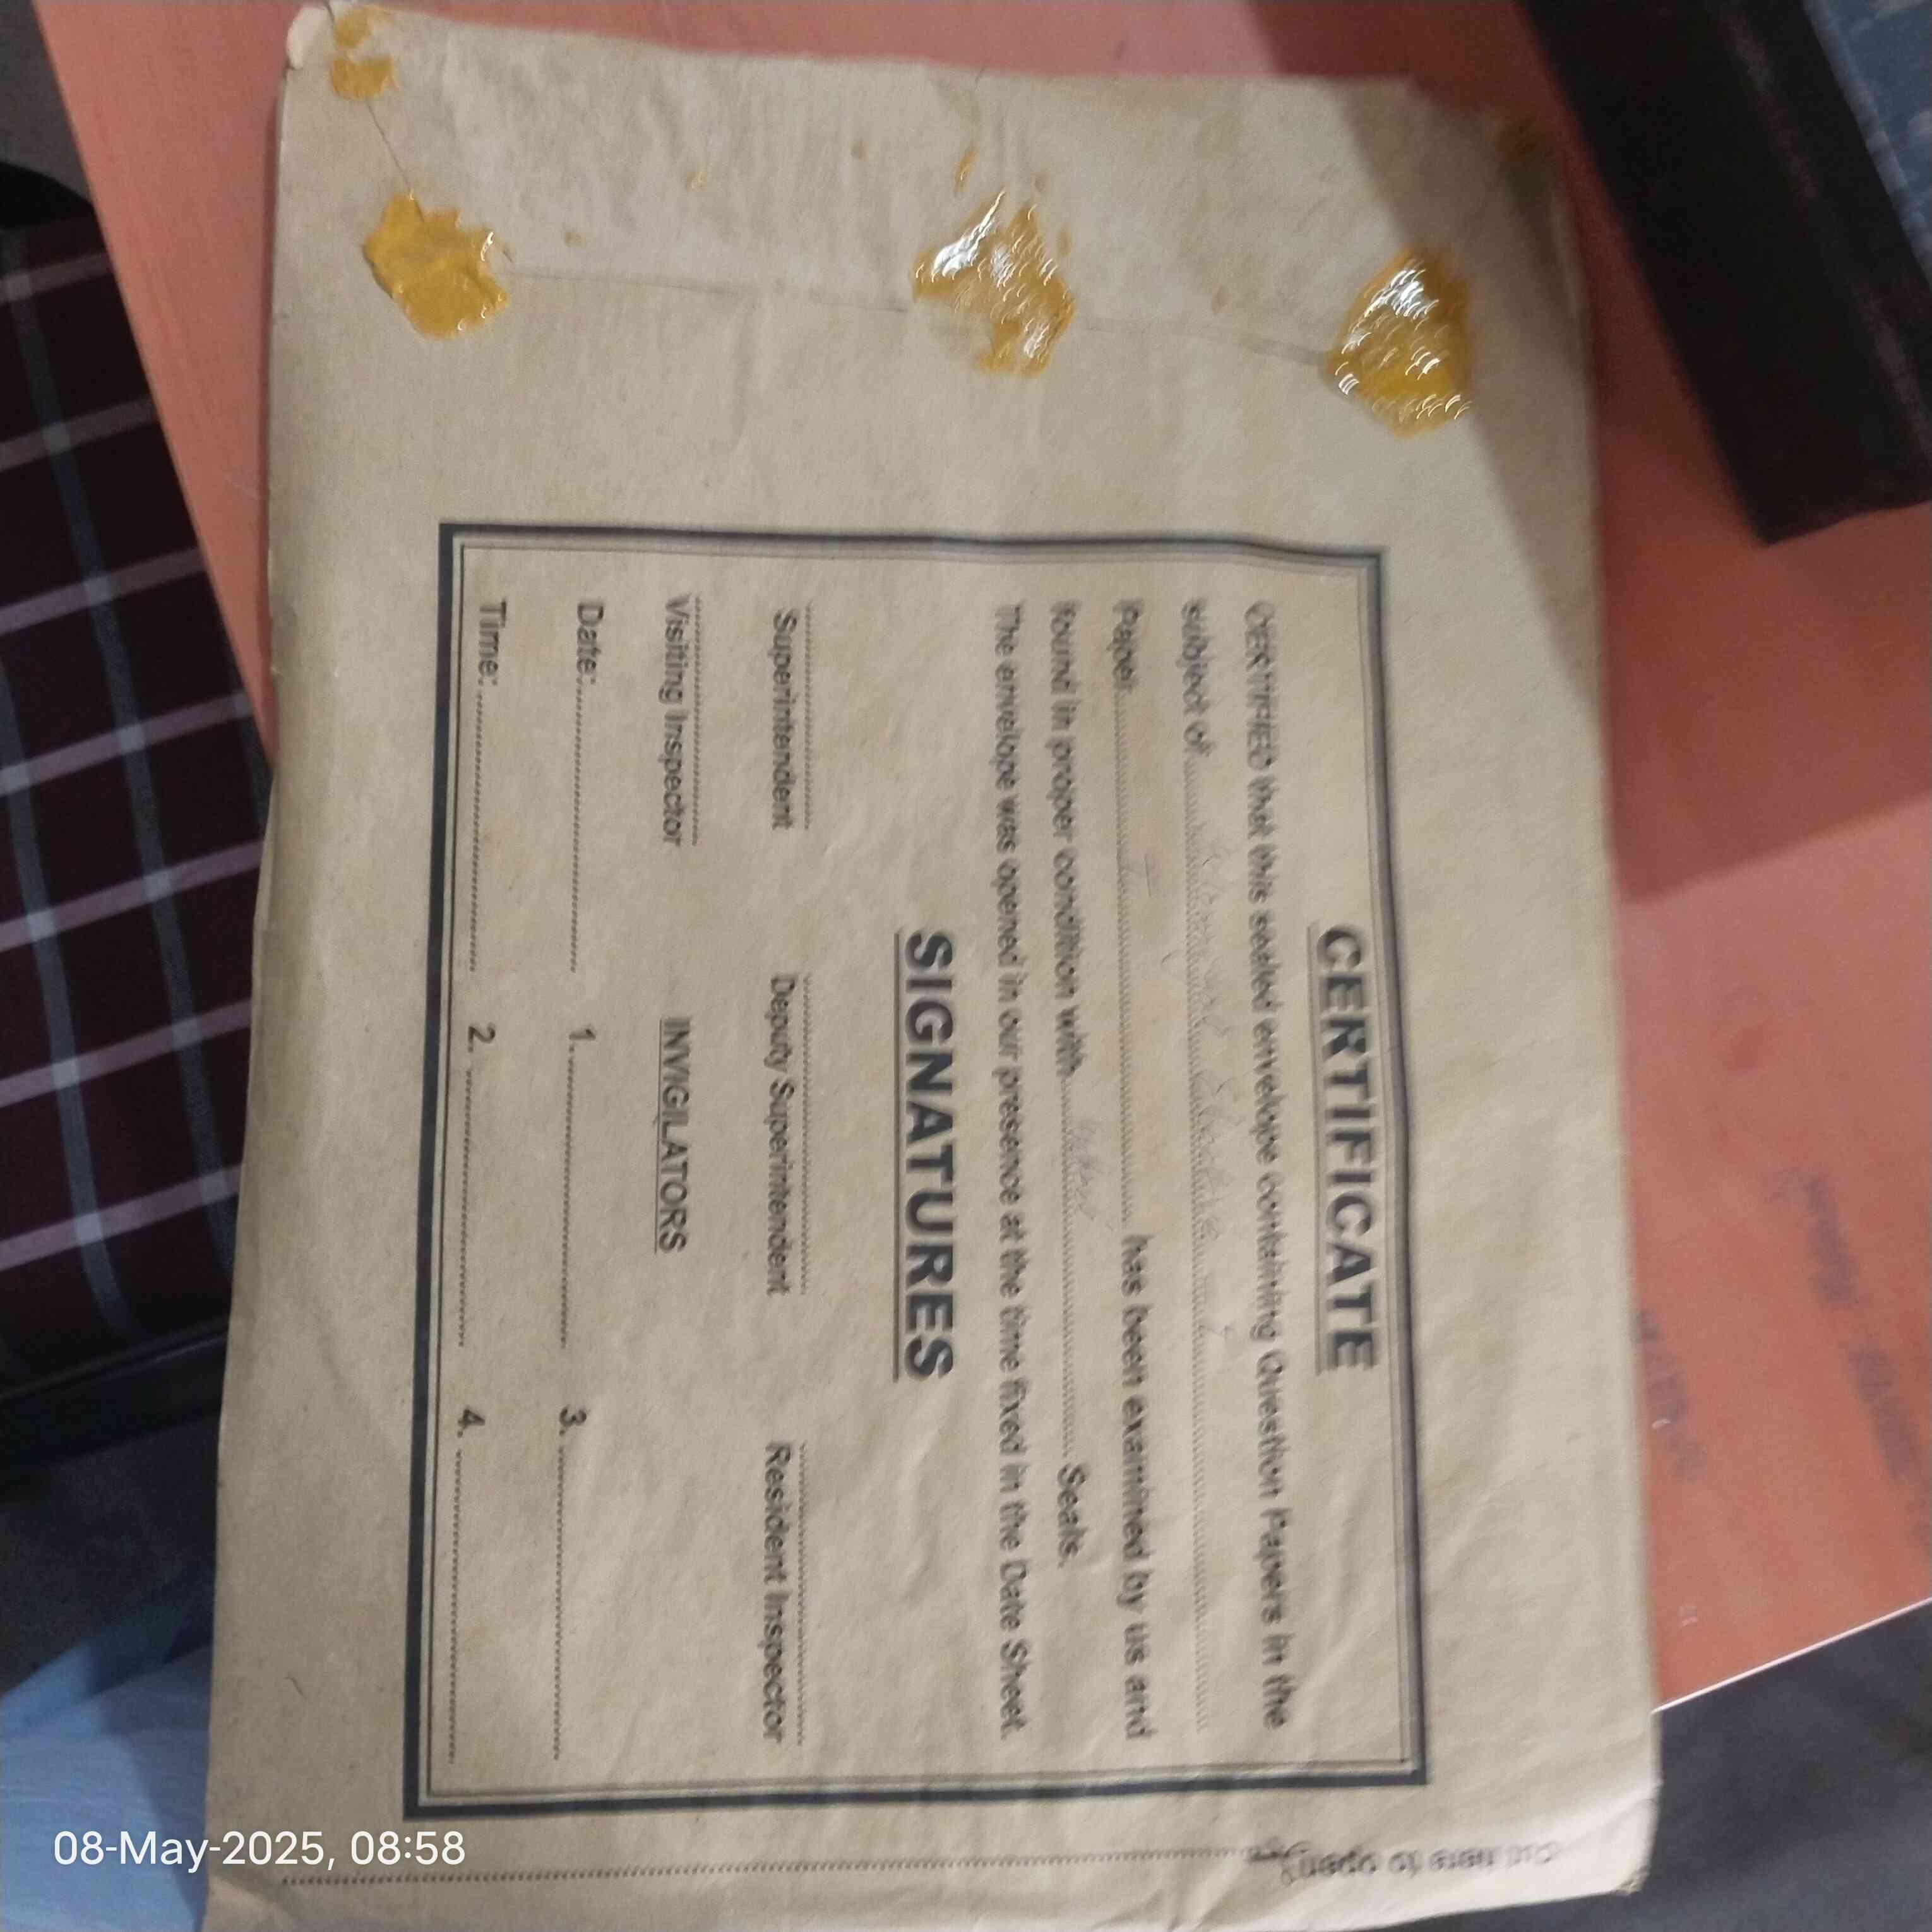 CERTIFICATE
CERTIFIED that this sealed envelope containing Question Papers in the
subject of..............................
Paper.............................. has been examined by us and
found in proper condition with.............................. Seals.
The envelope was opened in our presence at the time fixed in the Date Sheet.
SIGNATURES
Superintendent Deputy Superintendent Resident Inspector
Visiting Inspector INVIGILATORS
Date:.................... 1..................... 3. ....................
Time: .................... 2. .................... 4. ....................
Cut here to open
08-May-2025, 08:58